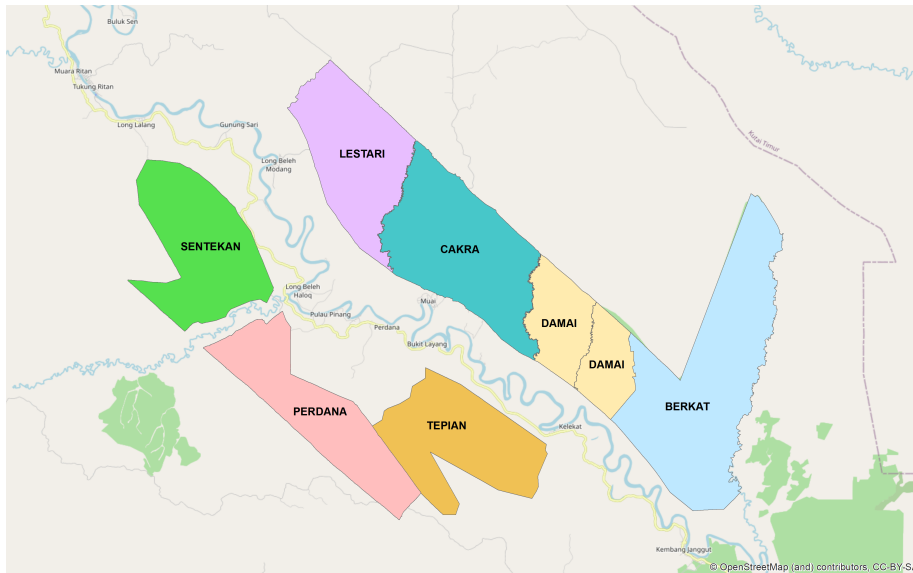 Buluk Sen
Muara Ritan
Tukung Ritan
Long Lalang
Gunung Sari
Kutai Timur
LESTARI
Long Beleh
Modang
SENTEKAN
CAKRA
Long Beleh
Haloq
Muai
Pulau Pinang
Perdana
DAMAI
Bukit Layang
DAMAI
BERKAT
PERDANA
TEPIAN
Kelekat
Kembang Janggut
© OpenStreetMap (and) contributors, CC-BY-SA